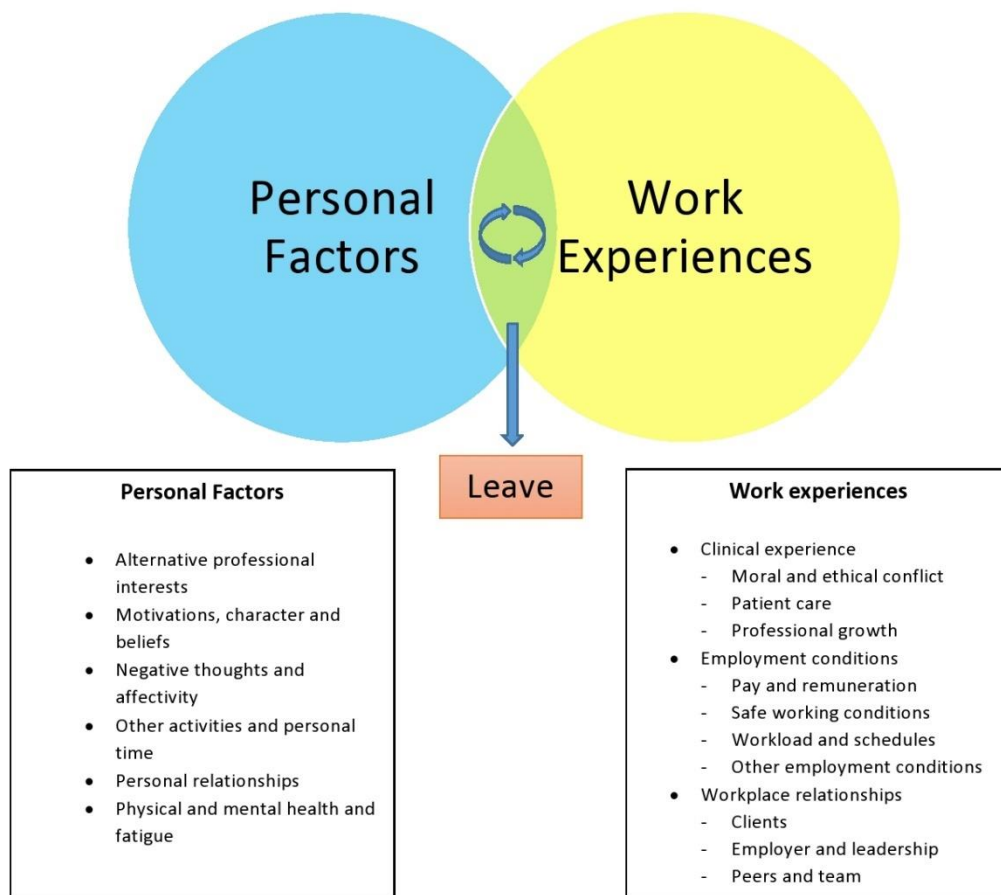 Personal
Factors
Work
Experiences
Leave
Personal Factors
• Alternative professional
interests
• Motivations, character and
beliefs
• Negative thoughts and
affectivity
• Other activities and personal
time
• Personal relationships
• Physical and mental health and
fatigue
Work experiences
• Clinical experience
- Moral and ethical conflict
- Patient care
- Professional growth
• Employment conditions
- Pay and remuneration
- Safe working conditions
- Workload and schedules
- Other employment conditions
• Workplace relationships
- Clients
- Employer and leadership
- Peers and team